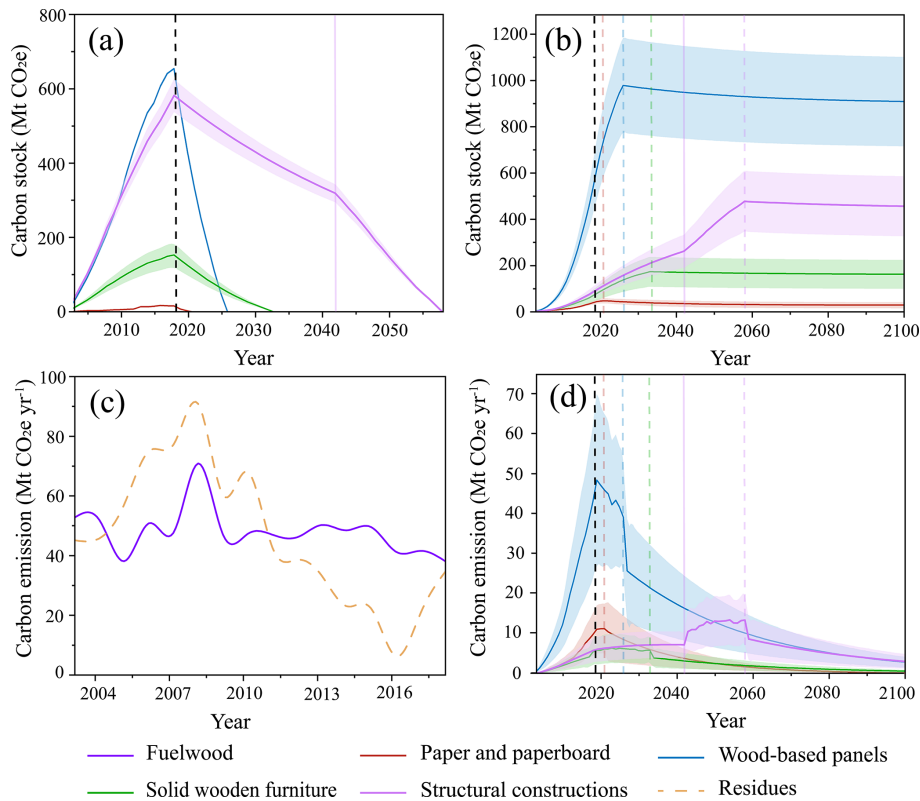 (a)
Carbon stock (Mt CO₂e)
800
600
400
200
0
2010
2020
2030
2040
2050
Year
(b)
Carbon stock (Mt CO₂e)
1200
1000
800
600
400
200
0
2020
2040
2060
2080
2100
Year
(c)
Carbon emission (Mt CO₂e yr⁻¹)
100
80
60
40
20
0
2004
2007
2010
2013
2016
Year
(d)
Carbon emission (Mt CO₂e yr⁻¹)
70
60
50
40
30
20
10
0
2020
2040
2060
2080
2100
Year
Fuelwood
Paper and paperboard
Wood-based panels
Solid wooden furniture
Structural constructions
Residues